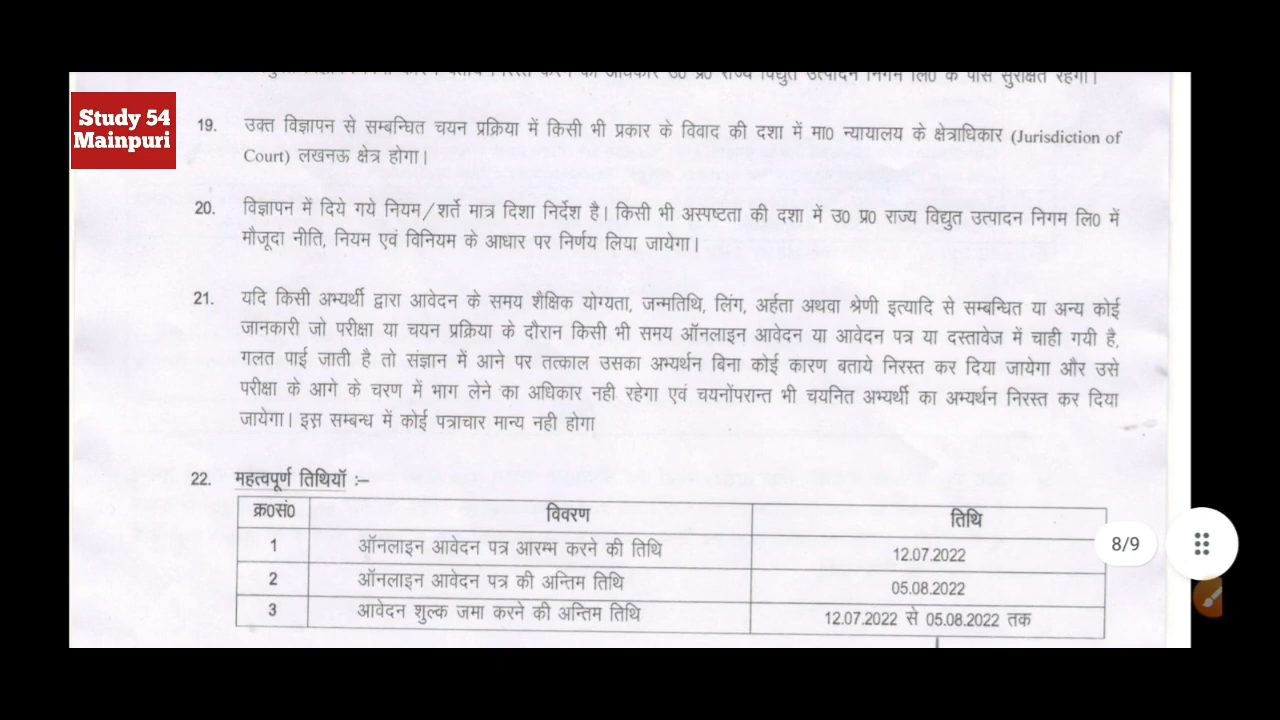 के पास सुरक्षित रहेगा।
Study 54
Mainpuri
19. उक्त विज्ञापन से सम्बन्धित चयन प्रक्रिया में किसी भी प्रकार के विवाद की दशा में मा0 न्यायालय के क्षेत्राधिकार (Jurisdiction of
Court) लखनऊ क्षेत्र होगा।
20. विज्ञापन में दिये गये नियम/शर्ते मात्र दिशा निर्देश है। किसी भी अस्पष्टता की दशा में उ0 प्र0 राज्य विद्युत उत्पादन निगम लि0 में
मौजूदा नीति, नियम एवं विनियम के आधार पर निर्णय लिया जायेगा।
21. यदि किसी अभ्यर्थी द्वारा आवेदन के समय शैक्षिक योग्यता, जन्मतिथि, लिंग, अर्हता अथवा श्रेणी इत्यादि से सम्बन्धित या अन्य कोई
जानकारी जो परीक्षा या चयन प्रक्रिया के दौरान किसी भी समय ऑनलाइन आवेदन या आवेदन पत्र या दस्तावेज में चाही गयी है,
गलत पाई जाती है तो संज्ञान में आने पर तत्काल उसका अभ्यर्थन बिना कोई कारण बताये निरस्त कर दिया जायेगा और उसे
परीक्षा के आगे के चरण में भाग लेने का अधिकार नही रहेगा एवं चयनोंपरान्त भी चयनित अभ्यर्थी का अभ्यर्थन निरस्त कर दिया
जायेगा। इस सम्बन्ध में कोई पत्राचार मान्य नही होगा
22. महत्वपूर्ण तिथियॉ :–
क्र0सं0 विवरण तिथि
1 ऑनलाइन आवेदन पत्र आरम्भ करने की तिथि 12.07.2022
2 ऑनलाइन आवेदन पत्र की अन्तिम तिथि 05.08.2022
3 आवेदन शुल्क जमा करने की अन्तिम तिथि 12.07.2022 से 05.08.2022 तक
8/9